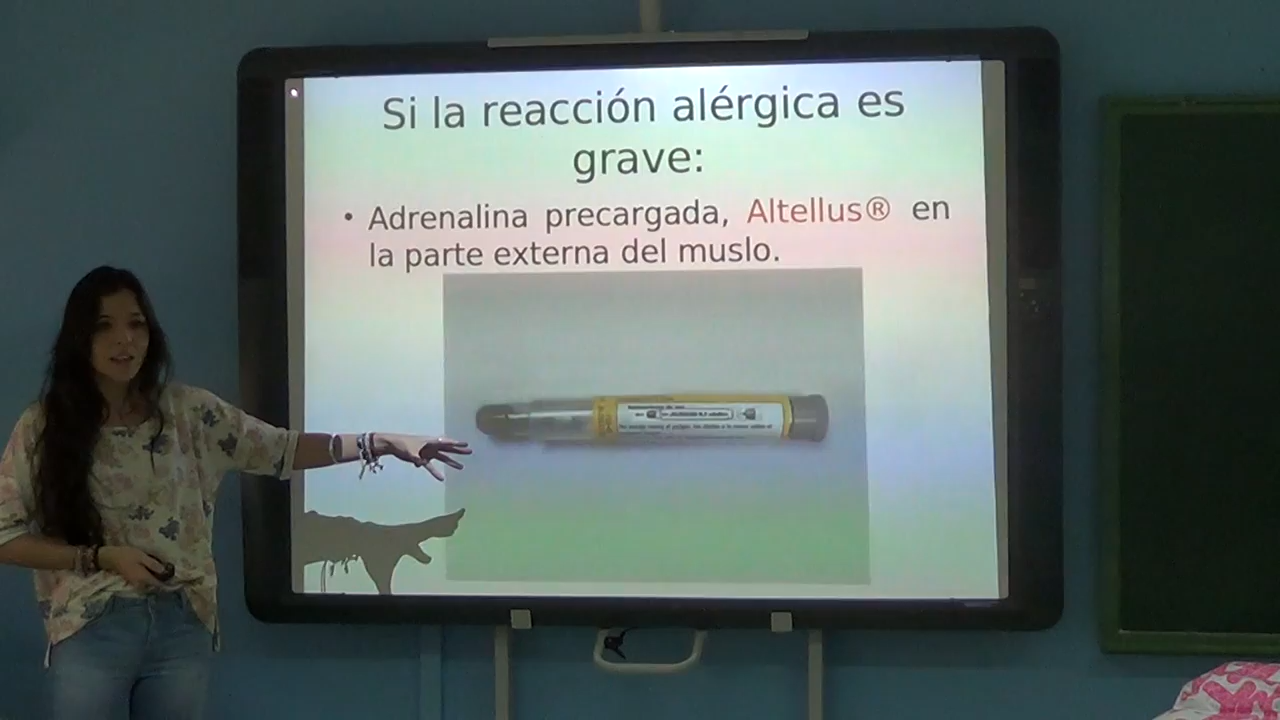 Si la reacción alérgica es
grave:
• Adrenalina precargada, Altellus® en
la parte externa del muslo.